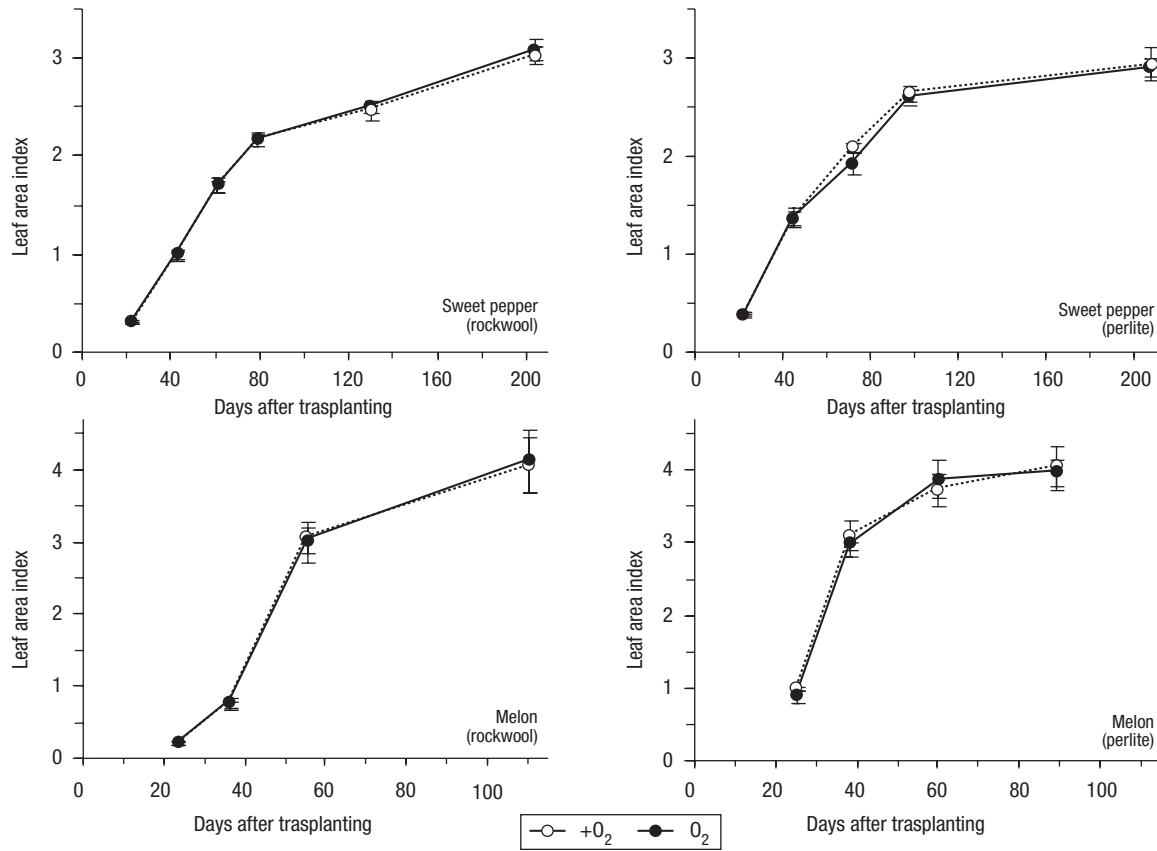 Leaf area index
3
2
1
0
Sweet pepper
(rockwool)
0 20 40 80 120 160 200
Days after trasplanting
Leaf area index
3
2
1
0
Sweet pepper
(perlite)
0 20 40 80 120 160 200
Days after trasplanting
Leaf area index
4
3
2
1
0
Melon
(rockwool)
0 20 40 60 80 100
Days after trasplanting
Leaf area index
4
3
2
1
0
Melon
(perlite)
0 20 40 60 80 100
Days after trasplanting
+O₂ O₂